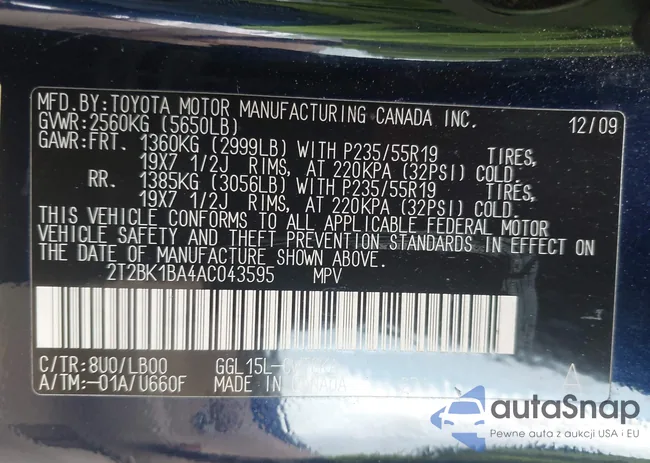 MFD.BY:TOYOTA MOTOR MANUFACTURING CANADA INC. 12/09
GVWR:2560KG (5650LB)
GAWR:FRT. 1360KG (2999LB) WITH P235/55R19 TIRES,
19X7 1/2J RIMS, AT 220KPA (32PSI) COLD.
RR. 1385KG (3056LB) WITH P235/55R19 TIRES,
19X7 1/2J RIMS, AT 220KPA (32PSI) COLD.
THIS VEHICLE CONFORMS TO ALL APPLICABLE FEDERAL MOTOR
VEHICLE SAFETY AND THEFT PREVENTION STANDARDS IN EFFECT ON
THE DATE OF MANUFACTURE SHOWN ABOVE.
2T2BK1BA4AC043595 MPV
C/TR:8U0/LB00
A/TM:-01A/U660F
MADE IN CANADA
A
autaSnap
Pewne auta z aukcji USA i EU